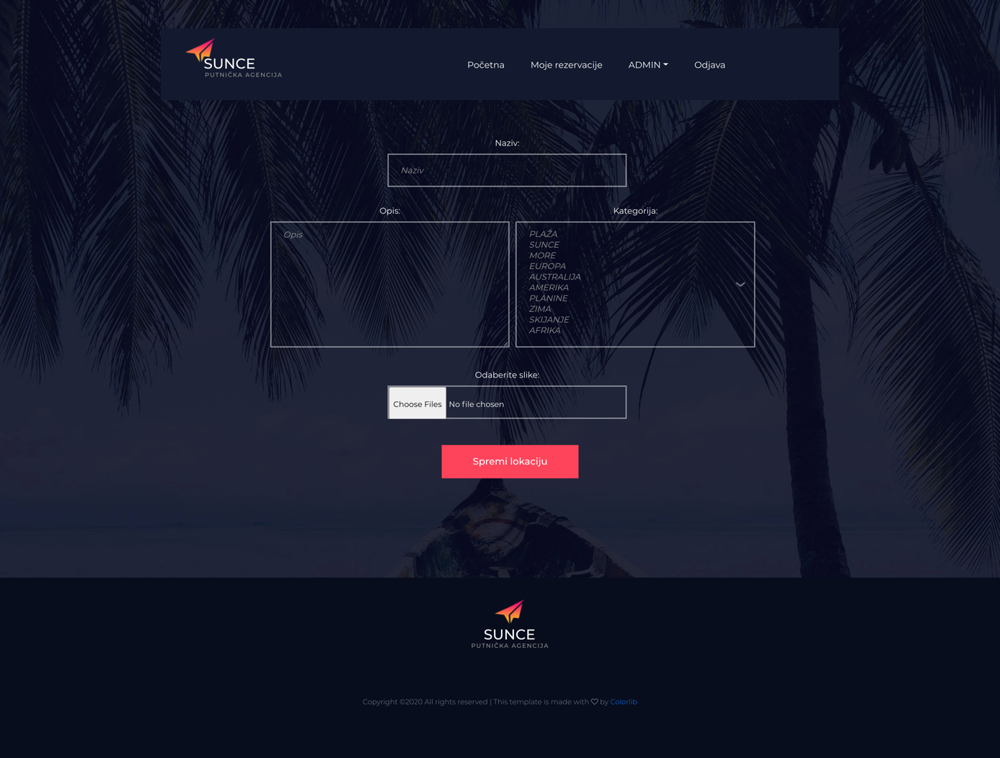 SUNCE
PUTNIČKA AGENCIJA
Početna Moje rezervacije ADMIN Odjava
Naziv:
Naziv
Opis:
Opis
Kategorija:
PLAŽA
SUNCE
MORE
EUROPA
AUSTRALIJA
AMERIKA
PLANINE
ZIMA
SKIJANJE
AFRIKA
Odaberite slike:
Choose Files No file chosen
Spremi lokaciju
SUNCE
PUTNIČKA AGENCIJA
Copyright ©2020 All rights reserved | This template is made with ♡ by Colorlib